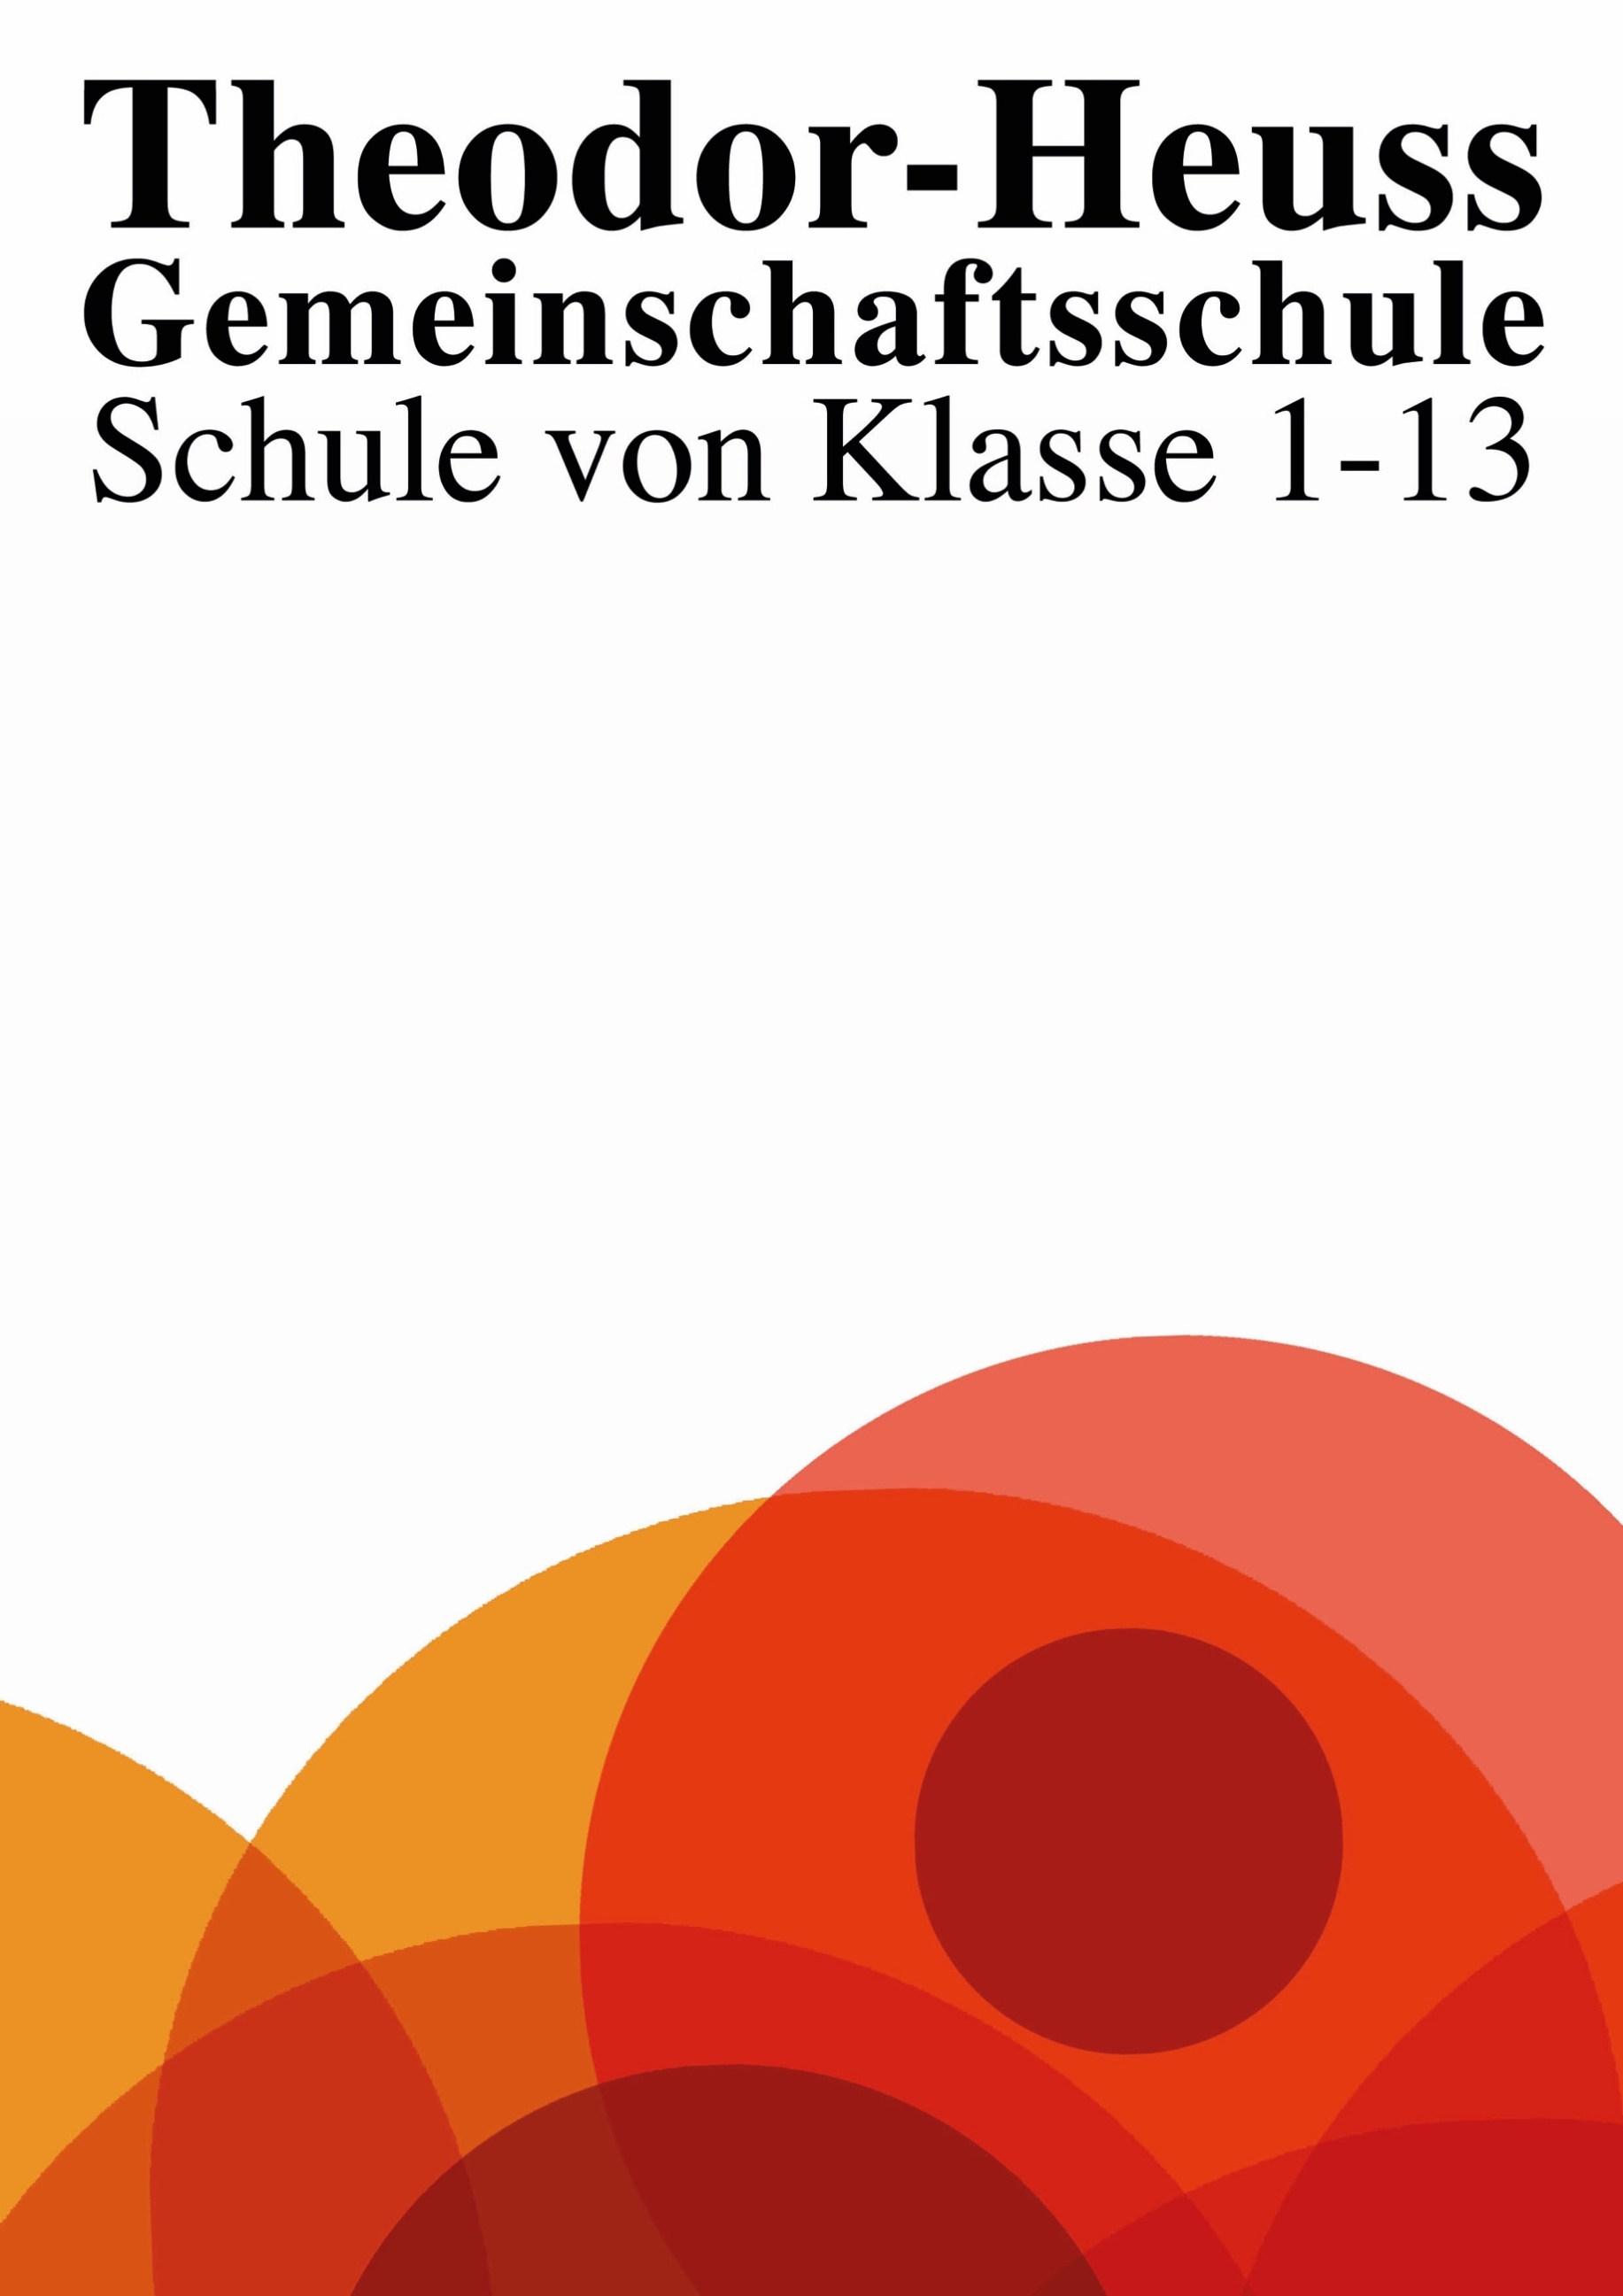 Theodor-Heuss
Gemeinschaftsschule
Schule von Klasse 1-13